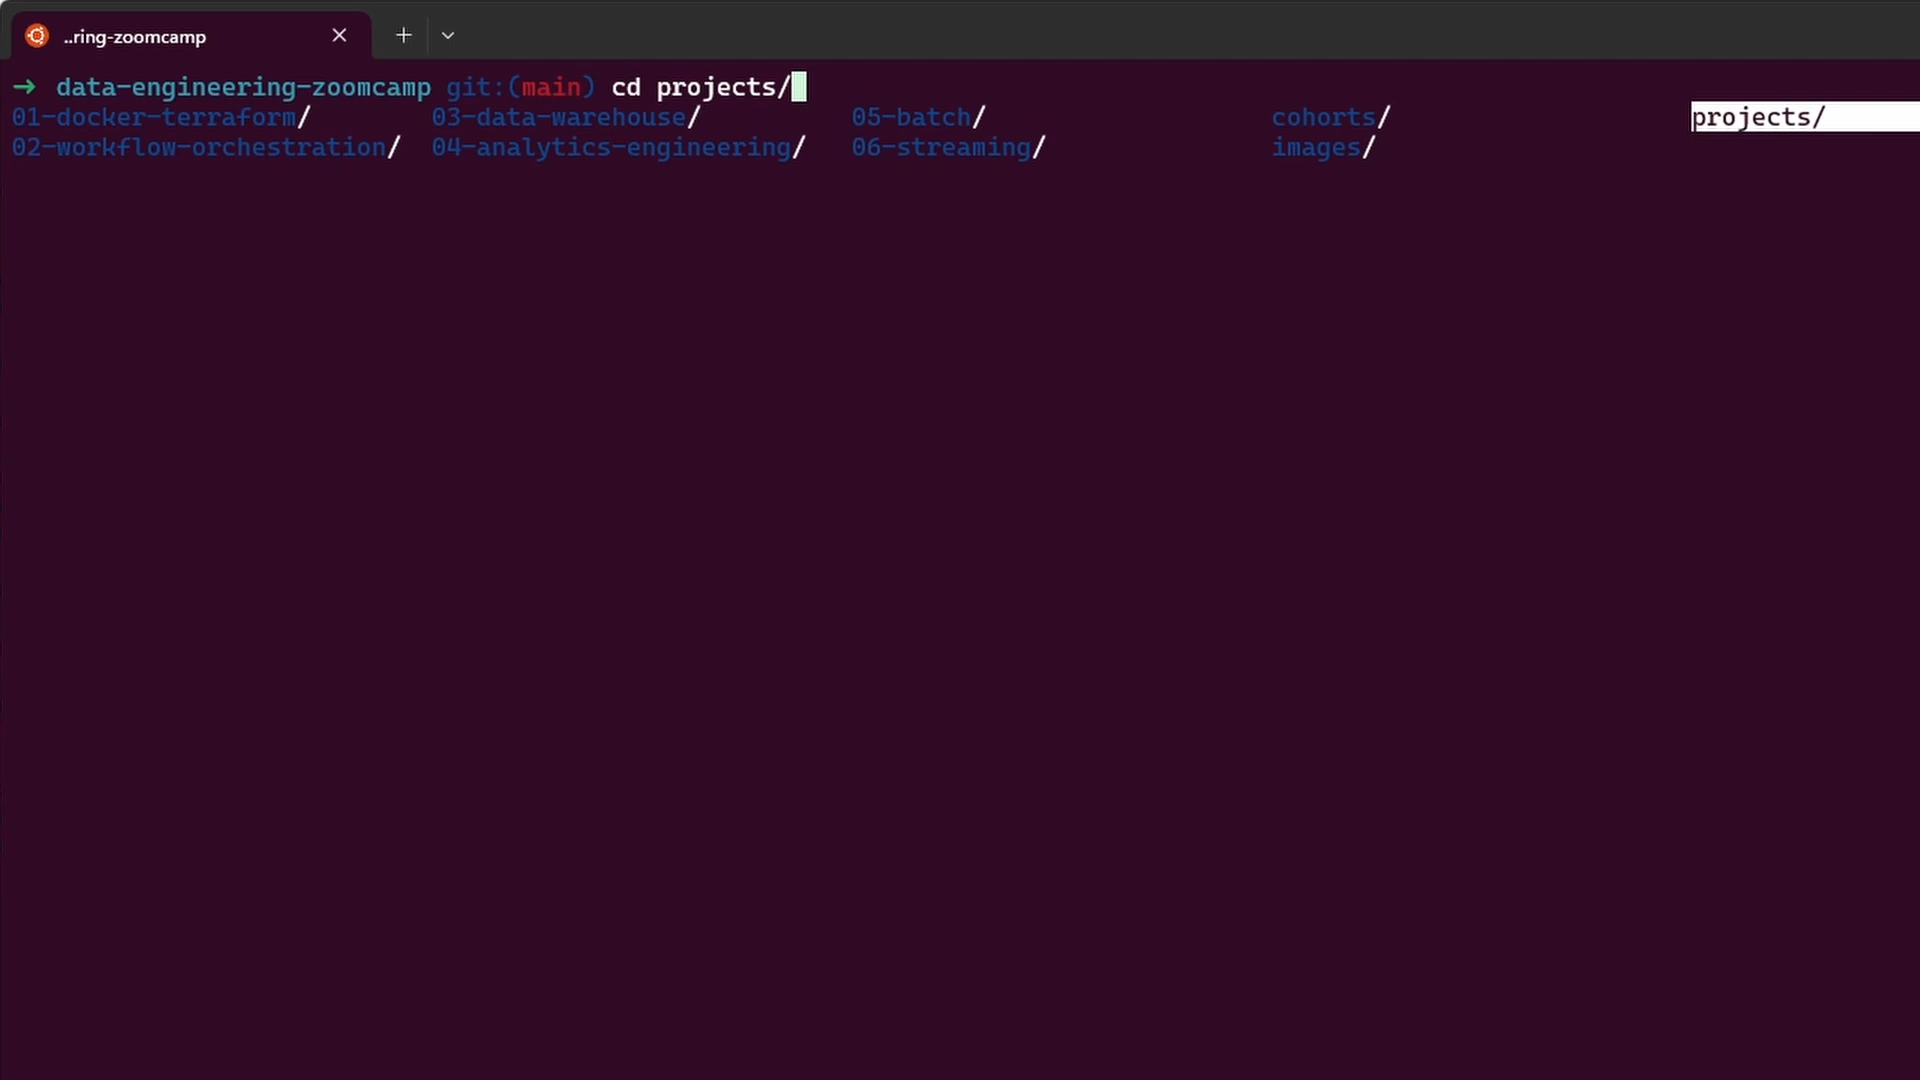 ..ring-zoomcamp
→ data-engineering-zoomcamp git:(main) cd projects/
01-docker-terraform/ 03-data-warehouse/ 05-batch/ cohorts/ projects/
02-workflow-orchestration/ 04-analytics-engineering/ 06-streaming/ images/